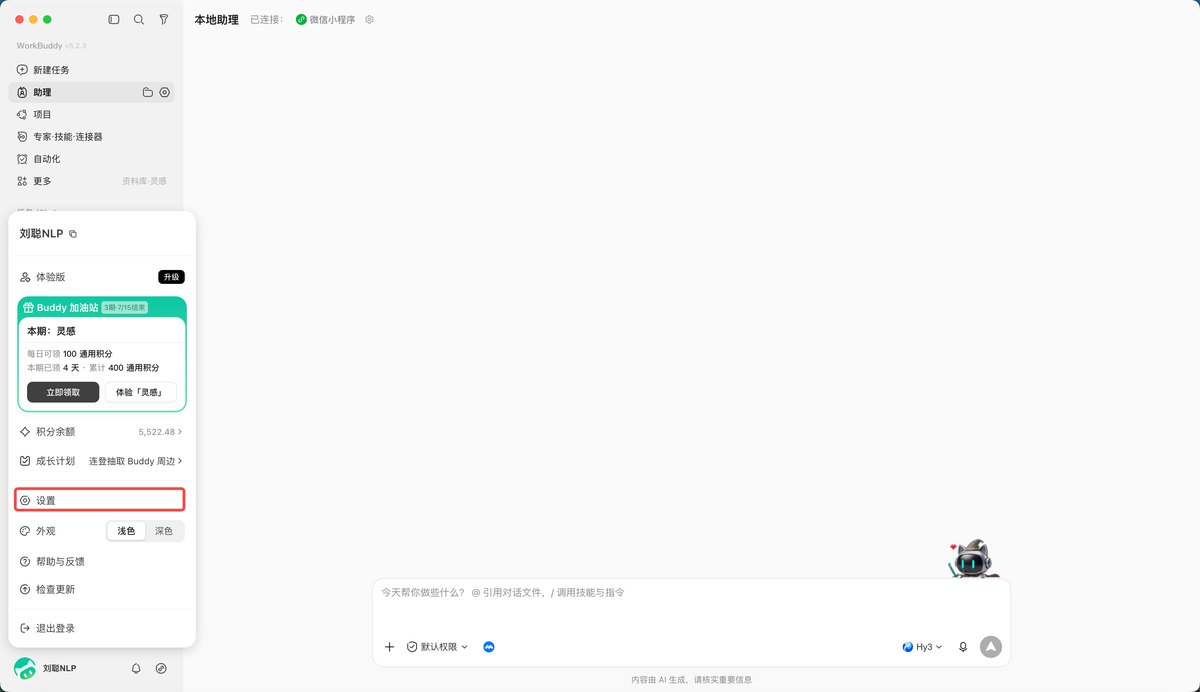 本地助理 已连接： 微信小程序
WorkBuddy v5.2.3
新建任务
助理
项目
专家·技能·连接器
自动化
更多 资料库·灵感
刘聪NLP
体验版 升级
Buddy 加油站 3期·7/15结束
本期：灵感
每日可领 100 通用积分
本期已领 4 天 · 累计 400 通用积分
立即领取 体验「灵感」
积分余额 5,522.48
成长计划 连登抽取 Buddy 周边
设置
外观 浅色 深色
帮助与反馈
检查更新
退出登录
刘聪NLP
今天帮你做些什么？ @ 引用对话文件，/ 调用技能与指令
默认权限 Hy3
内容由 AI 生成，请核实重要信息